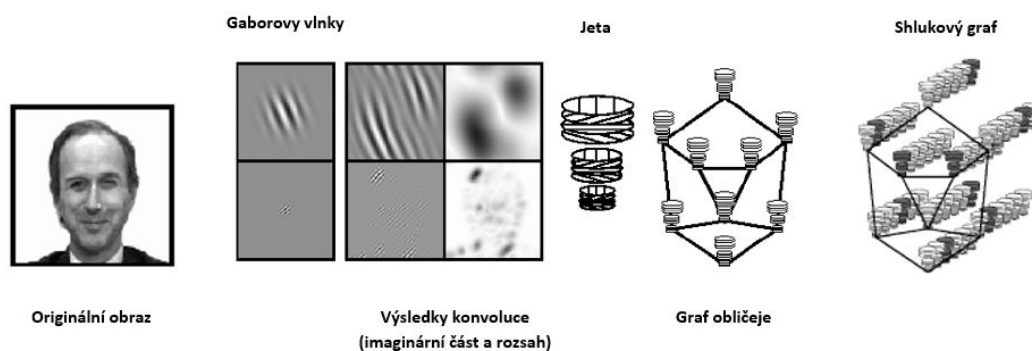 Gaborovy vlnky
Jeta
Shlukový graf
Originální obraz
Výsledky konvoluce
(imaginární část a rozsah)
Graf obličeje